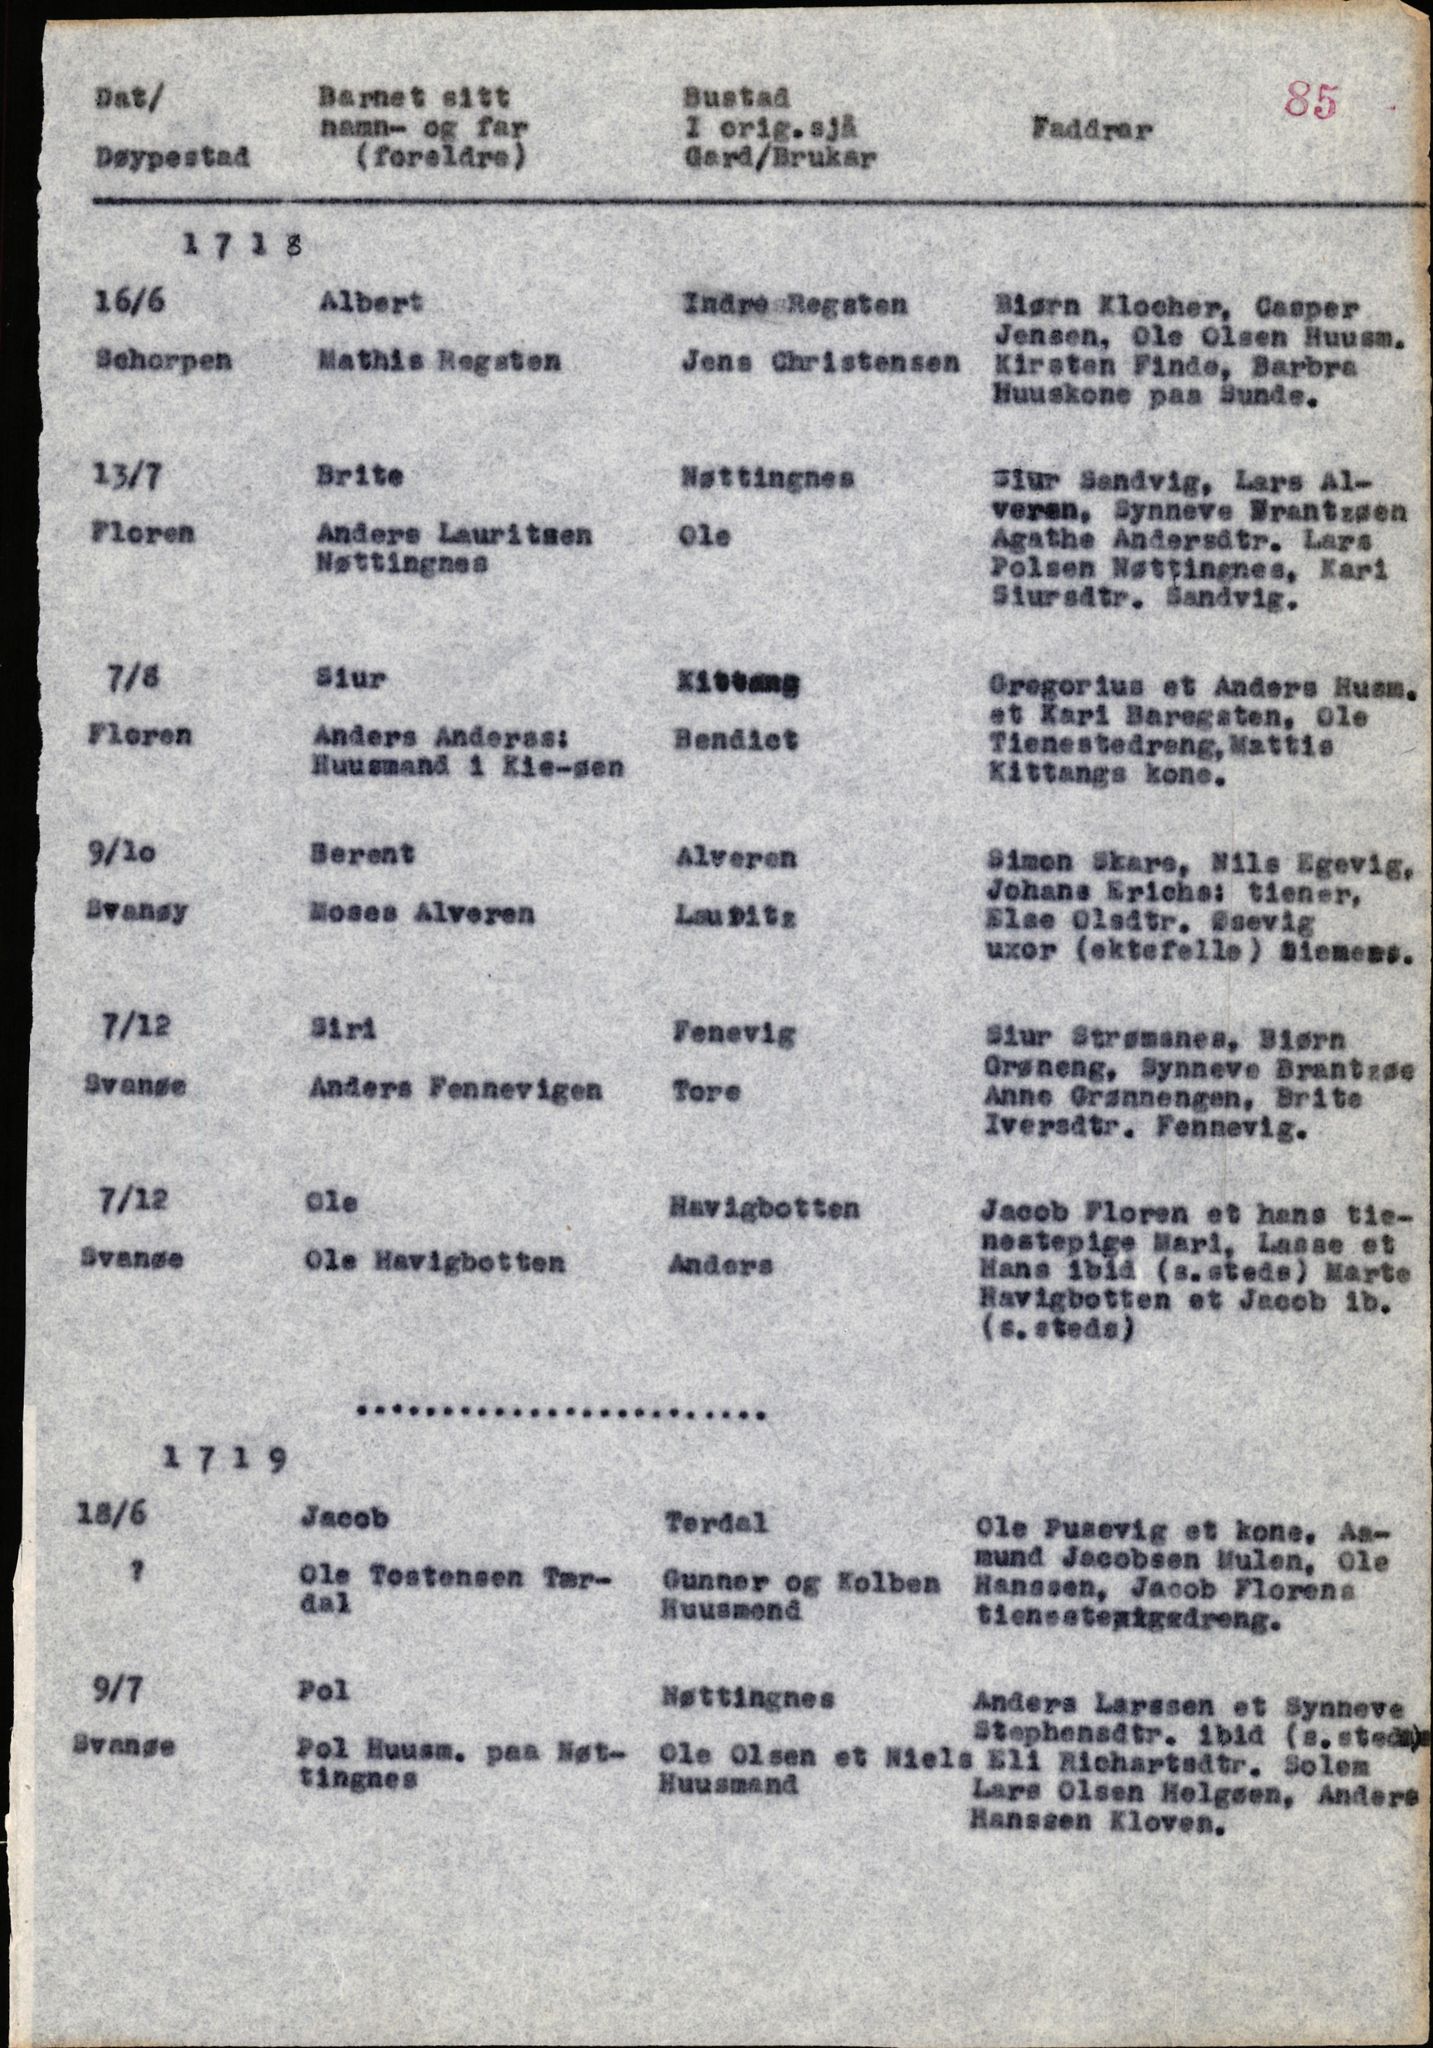 85
Dat/ Barnet sitt Bustad
namn- og far I orig.sjå Faddrar
Døypestad (foreldre) Gard/Brukar
1 7 1 8
16/6 Albert Indre Regsten Biørn Klocher, Casper
Jensen, Ole Olsen Huusm.
Schorpen Mathis Regsten Jens Christensen Kirsten Finde, Barbra
Huuskone paa Sunde.
13/7 Brite Nøttingnes Siur Sandvig, Lars Al-
veren, Synneve Brantzøen
Floren Anders Lauritsen Ole Agathe Andersdtr. Lars
Nøttingnes Polsen Nøttingnes, Kari
Siursdtr. Sandvig.
7/8 Siur Kittang Gregorius et Anders Husm.
et Kari Baregsten, Ole
Floren Anders Anderss: Bendict Tienestedreng,Mattis
Huusmand i Kie-øen Kittangs kone.
9/10 Berent Alveren Simon Skare, Nils Egevig,
Johans Erichs: tiener,
Svanøy Moses Alveren Lauritz Else Olsdtr. Øsevig
uxor (ektefelle) Siemens.
7/12 Siri Fenevig Siur Strømsnes, Biørn
Grøneng, Synneve Brantzøe
Svanøe Anders Fennevigen Tore Anne Grønnengen, Brite
Iversdtr. Fennevig.
7/12 Ole Havigbotten Jacob Floren et hans tie-
nestepige Mari, Lasse et
Svanøe Ole Havigbotten Anders Hans ibid (s.steds) Marte
Havigbotten et Jacob ib.
(s.steds)
.........................
1 7 1 9
18/6 Jacob Terdal Ole Pusevig et kone, Aa-
mund Jacobsen Mulen, Ole
? Ole Tostensen Tær- Gunner og Kolben Hanssen, Jacob Florens
dal Huusmend tienestedreng.
9/7 Pol Nøttingnes Anders Larssen et Synneve
Stephensdtr. ibid (s.steds)
Svanøe Pol Huusm. paa Nøt- Ole Olsen et Niels Eli Richartsdtr. Solem
tingnes Huusmand Lars Olsen Helgøen, Anders
Hanssen Kloven.